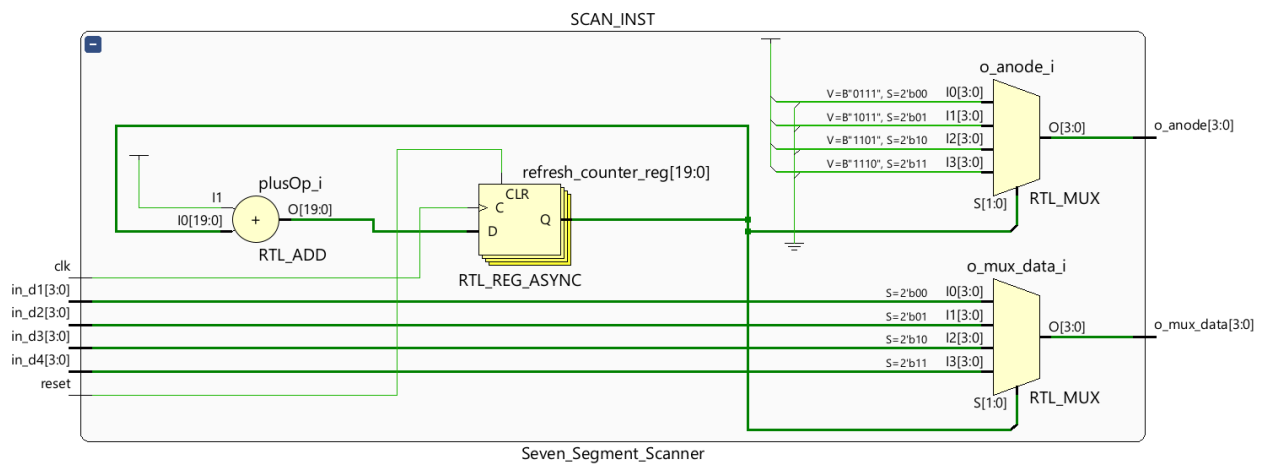 SCAN_INST
−
o_anode_i
V=B"0111", S=2'b00 I0[3:0]
V=B"1011", S=2'b01 I1[3:0]
V=B"1101", S=2'b10 I2[3:0]
V=B"1110", S=2'b11 I3[3:0]
O[3:0]
o_anode[3:0]
S[1:0]
RTL_MUX
refresh_counter_reg[19:0]
CLR
C
D
Q
RTL_REG_ASYNC
plusOp_i
I1
I0[19:0]
+
O[19:0]
RTL_ADD
clk
in_d1[3:0]
in_d2[3:0]
in_d3[3:0]
in_d4[3:0]
reset
o_mux_data_i
S=2'b00 I0[3:0]
S=2'b01 I1[3:0]
S=2'b10 I2[3:0]
S=2'b11 I3[3:0]
O[3:0]
o_mux_data[3:0]
S[1:0]
RTL_MUX
Seven_Segment_Scanner